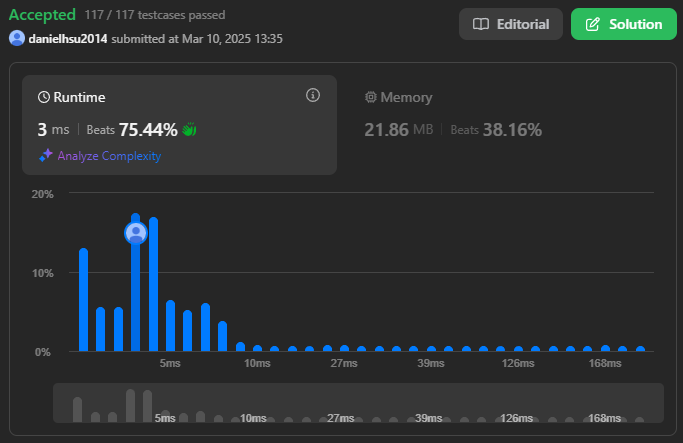 Accepted 117 / 117 testcases passed
danielhsu2014 submitted at Mar 10, 2025 13:35
Editorial
Solution
Runtime
3 ms | Beats 75.44%
Analyze Complexity
Memory
21.86 MB | Beats 38.16%
20%
10%
0%
5ms 10ms 27ms 39ms 126ms 168ms
5ms 10ms 27ms 39ms 126ms 168ms